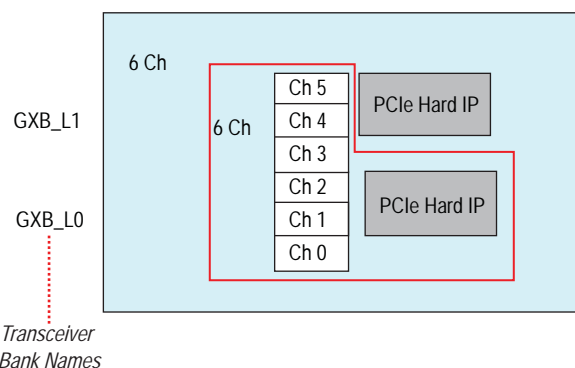 6 Ch
Ch 5
PCIe Hard IP
GXB_L1
6 Ch
Ch 4
Ch 3
Ch 2
PCIe Hard IP
GXB_L0
Ch 1
Ch 0
Transceiver
Bank Names